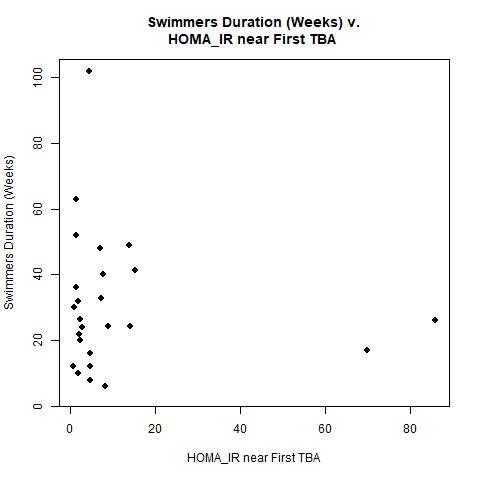 Swimmers Duration (Weeks) v.
HOMA_IR near First TBA
Swimmers Duration (Weeks)
100
80
60
40
20
0
0 20 40 60 80
HOMA_IR near First TBA